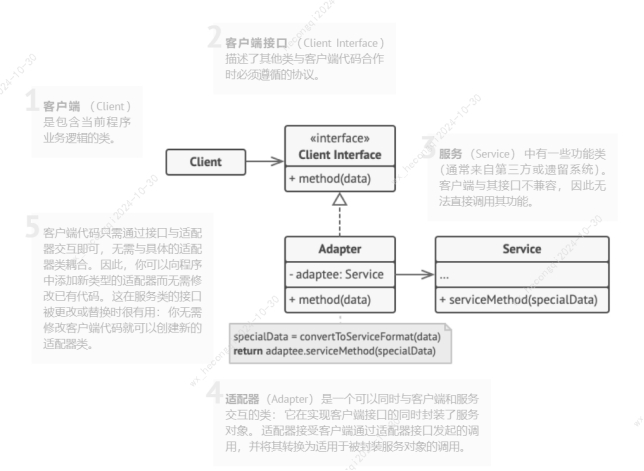 2 客户端接口 （Client Interface）
描述了其他类与客户端代码合作
时必须遵循的协议。
1 客户端 （Client）
是包含当前程序
业务逻辑的类。
Client
«interface»
Client Interface
+ method(data)
3 服务 （Service） 中有一些功能类
（通常来自第三方或遗留系统）。
客户端与其接口不兼容， 因此无
法直接调用其功能。
5 客户端代码只需通过接口与适配
器交互即可， 无需与具体的适配
器类耦合。 因此， 你可以向程序
中添加新类型的适配器而无需修
改已有代码。 这在服务类的接口
被更改或替换时很有用： 你无需
修改客户端代码就可以创建新的
适配器类。
Adapter
- adaptee: Service
+ method(data)
Service
...
+ serviceMethod(specialData)
specialData = convertToServiceFormat(data)
return adaptee.serviceMethod(specialData)
4 适配器 （Adapter） 是一个可以同时与客户端和服务
交互的类： 它在实现客户端接口的同时封装了服务
对象。 适配器接受客户端通过适配器接口发起的调
用， 并将其转换为适用于被封装服务对象的调用。